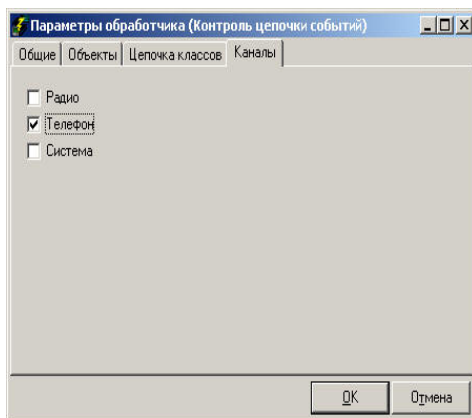 Параметры обработчика (Контроль цепочки событий)
Общие Объекты Цепочка классов Каналы
Радио
Телефон
Система
OK Отмена